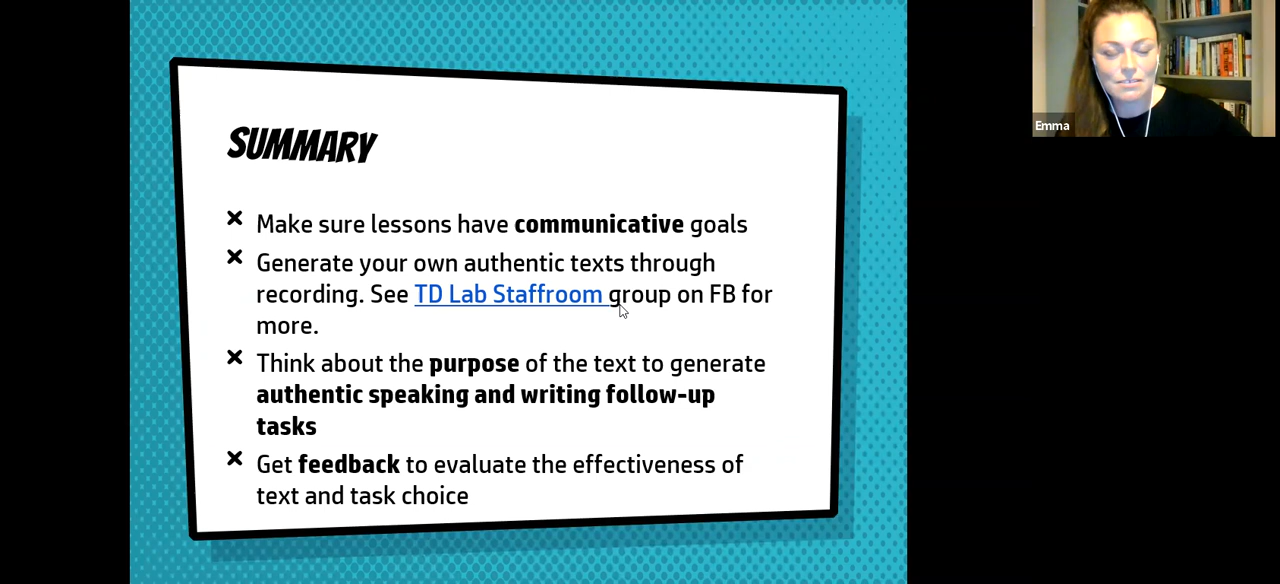 SUMMARY
Make sure lessons have communicative goals
Generate your own authentic texts through
recording. See TD Lab Staffroom group on FB for
more.
Think about the purpose of the text to generate
authentic speaking and writing follow-up
tasks
Get feedback to evaluate the effectiveness of
text and task choice
Emma